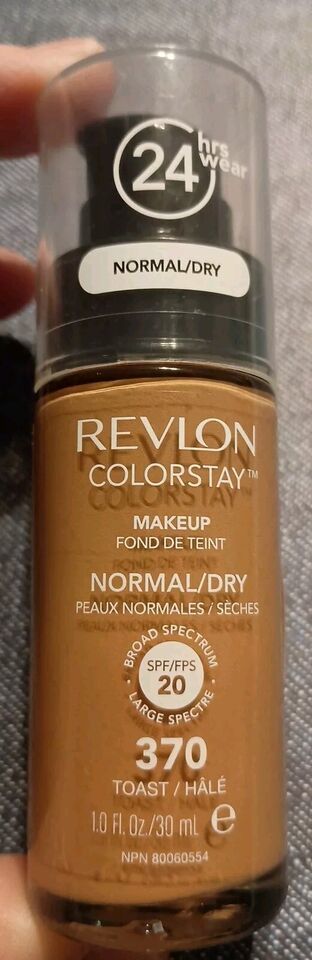 24 hrs wear
NORMAL/DRY
REVLON
COLORSTAY™
MAKEUP
FOND DE TEINT
NORMAL/DRY
PEAUX NORMALES / SÈCHES
BROAD SPECTRUM
SPF/FPS
20
LARGE SPECTRE
370
TOAST / HÂLÉ
1.0 Fl. Oz./30 mL e
NPN 80060554